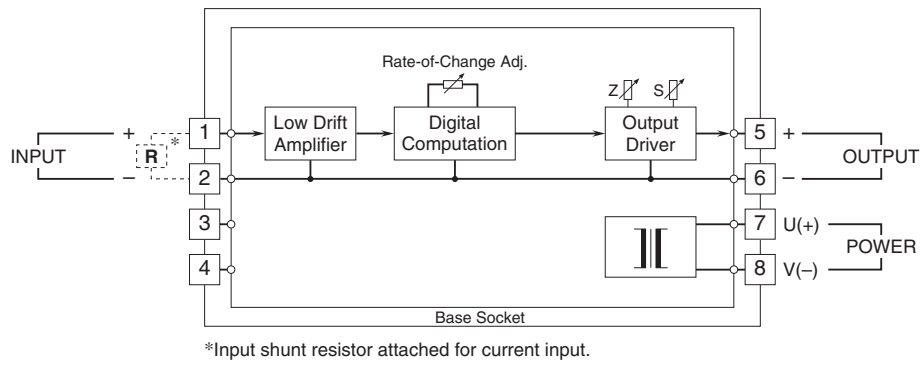 Rate-of-Change Adj.
Z S
+ 1 Low Drift Amplifier Digital Computation Output Driver 5 +
INPUT R * OUTPUT
– 2 6 –
3 7 U(+)
POWER
4 8 V(–)
Base Socket
*Input shunt resistor attached for current input.